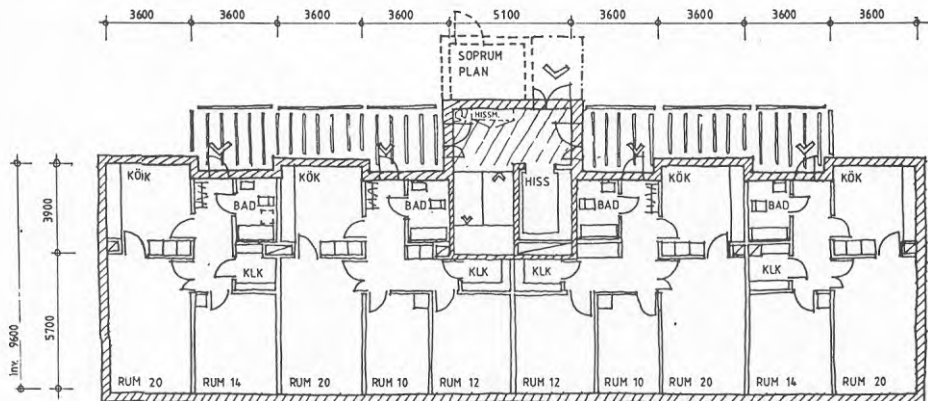 3600 3600 3600 3600 5100 3600 3600 3600 3600
SOPRUM
PLAN
HISSM.
KÖK KÖK HISS KÖK KÖK
BAD BAD BAD BAD
3900
KLK KLK KLK KLK
5700
Inv. 9600
RUM 20 RUM 14 RUM 20 RUM 10 RUM 12 RUM 12 RUM 10 RUM 20 RUM 14 RUM 20